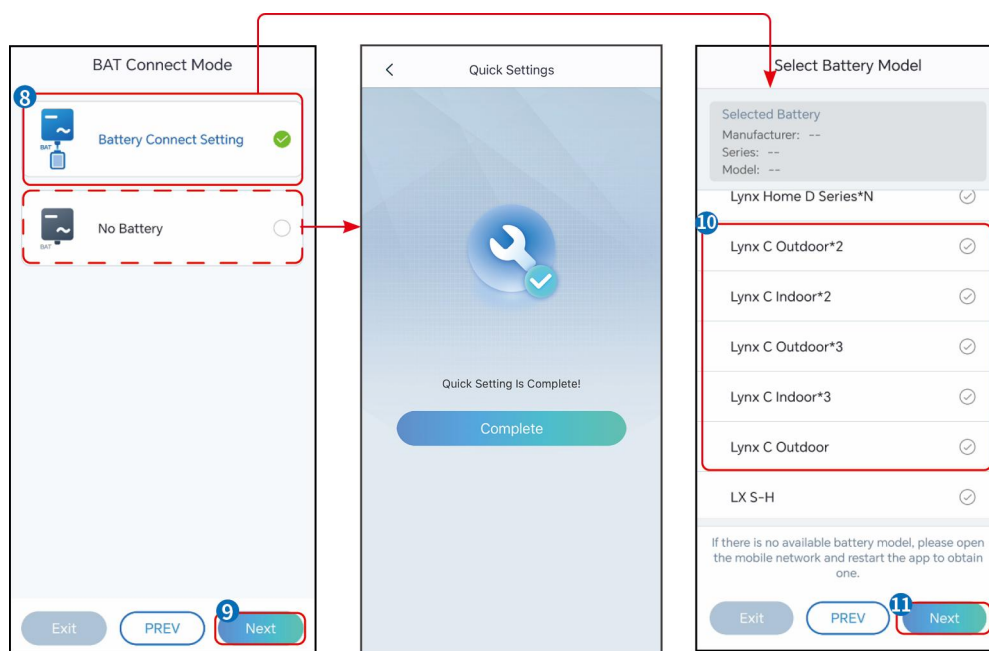 BAT Connect Mode
8
BAT
Battery Connect Setting
BAT
No Battery
Exit
PREV
9
Next
Quick Settings
Quick Setting Is Complete!
Complete
Select Battery Model
Selected Battery
Manufacturer: --
Series: --
Model: --
Lynx Home D Series*N
10
Lynx C Outdoor*2
Lynx C Indoor*2
Lynx C Outdoor*3
Lynx C Indoor*3
Lynx C Outdoor
LX S-H
If there is no available battery model, please open
the mobile network and restart the app to obtain
one.
Exit
PREV
11
Next